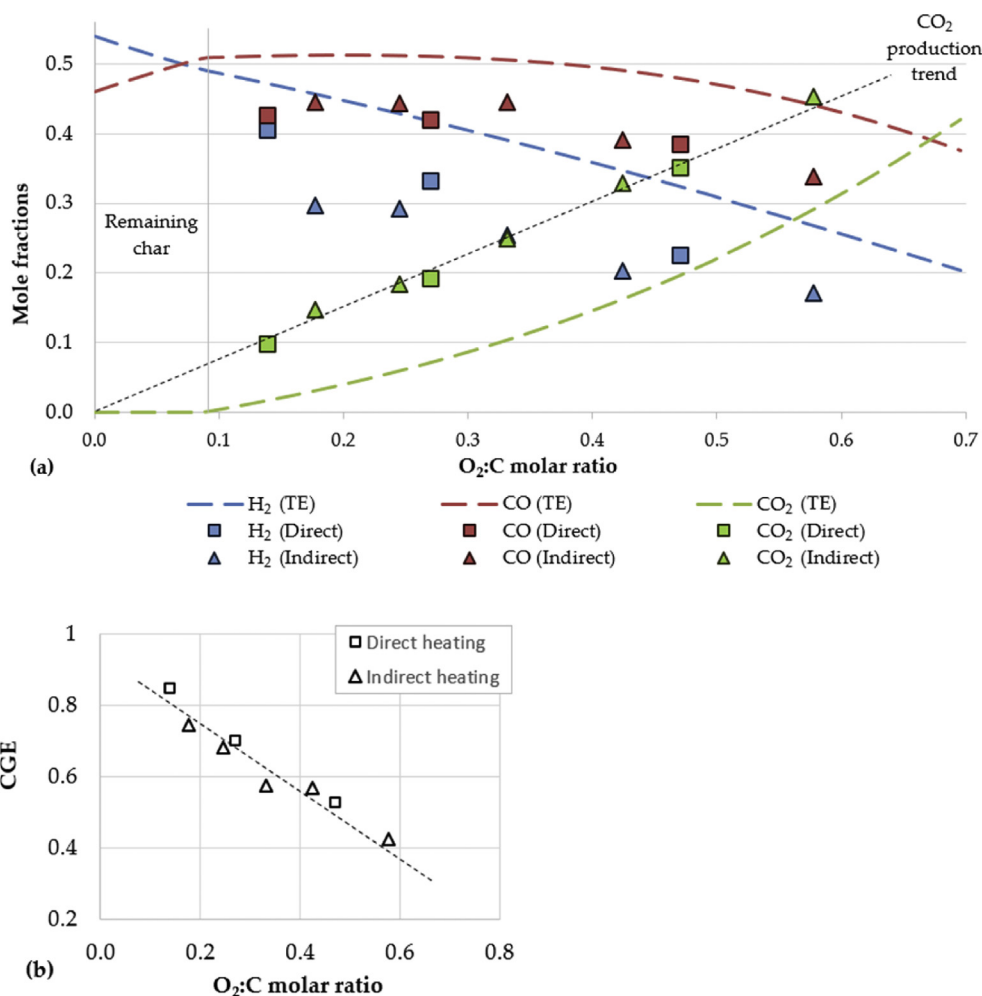 CO₂
production
trend
Mole fractions
0.5
0.4
0.3
0.2
0.1
0.0
Remaining
char
0.0 0.1 0.2 0.3 0.4 0.5 0.6 0.7
(a)
O₂:C molar ratio
H₂ (TE) CO (TE) CO₂ (TE)
H₂ (Direct) CO (Direct) CO₂ (Direct)
H₂ (Indirect) CO (Indirect) CO₂ (Indirect)
CGE
1
0.8
0.6
0.4
0.2
Direct heating
Indirect heating
0.0 0.2 0.4 0.6 0.8
(b)
O₂:C molar ratio